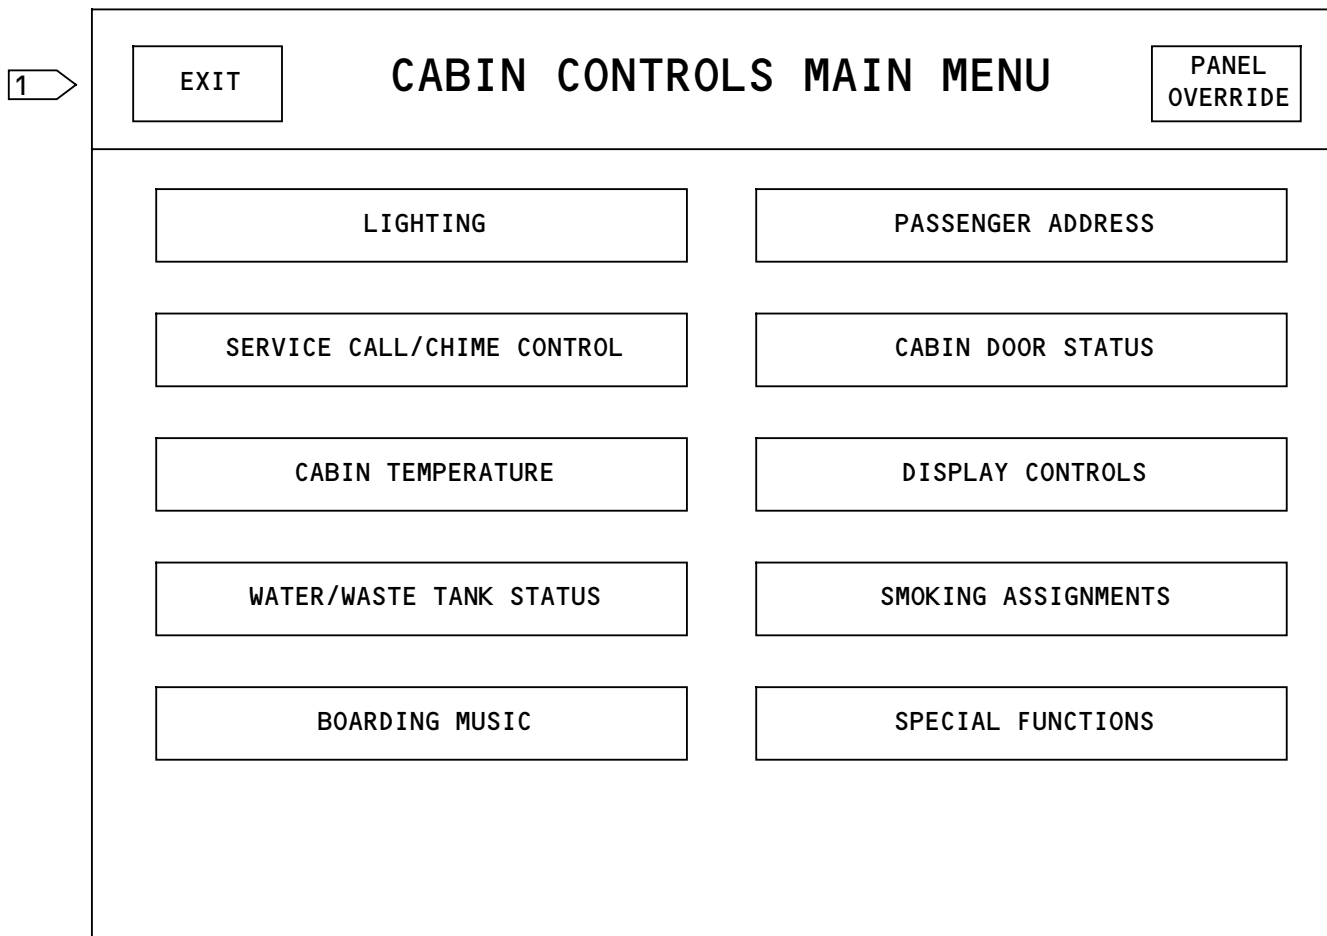 1
EXIT
CABIN CONTROLS MAIN MENU
PANEL
OVERRIDE
LIGHTING
PASSENGER ADDRESS
SERVICE CALL/CHIME CONTROL
CABIN DOOR STATUS
CABIN TEMPERATURE
DISPLAY CONTROLS
WATER/WASTE TANK STATUS
SMOKING ASSIGNMENTS
BOARDING MUSIC
SPECIAL FUNCTIONS